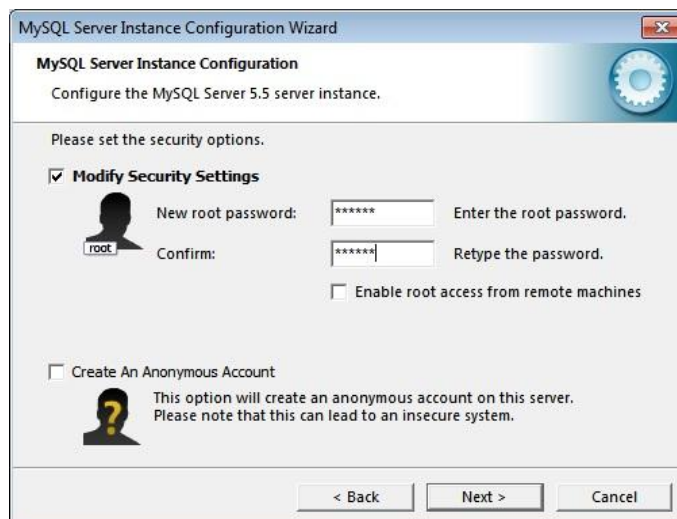 MySQL Server Instance Configuration Wizard
MySQL Server Instance Configuration
Configure the MySQL Server 5.5 server instance.
Please set the security options.
Modify Security Settings
New root password: ****** Enter the root password.
root
Confirm: ****** Retype the password.
Enable root access from remote machines
Create An Anonymous Account
This option will create an anonymous account on this server.
Please note that this can lead to an insecure system.
< Back Next > Cancel